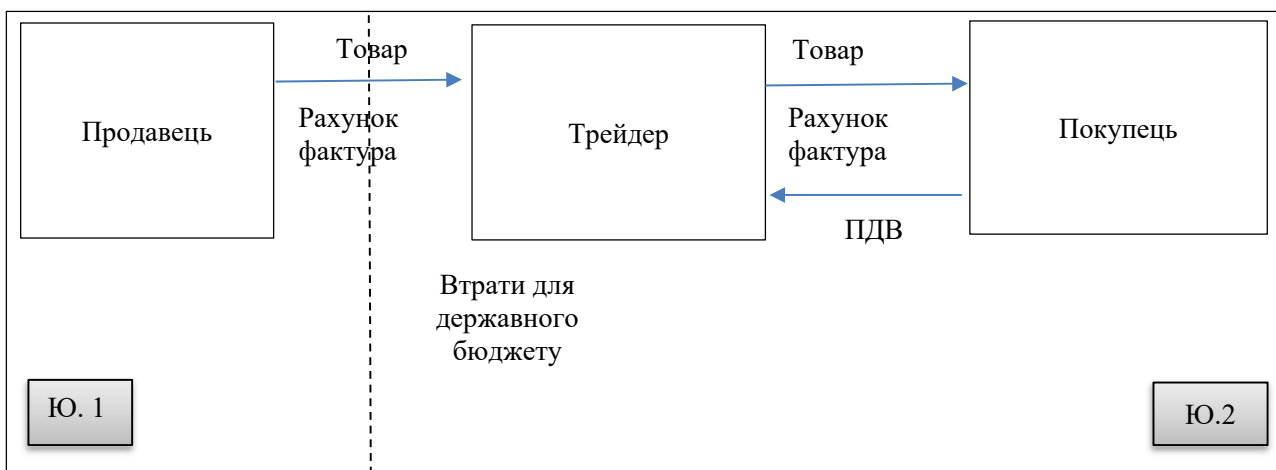 Товар
Товар
Продавець
Рахунок
фактура
Трейдер
Рахунок
фактура
Покупець
ПДВ
Втрати для
державного
бюджету
Ю. 1
Ю.2